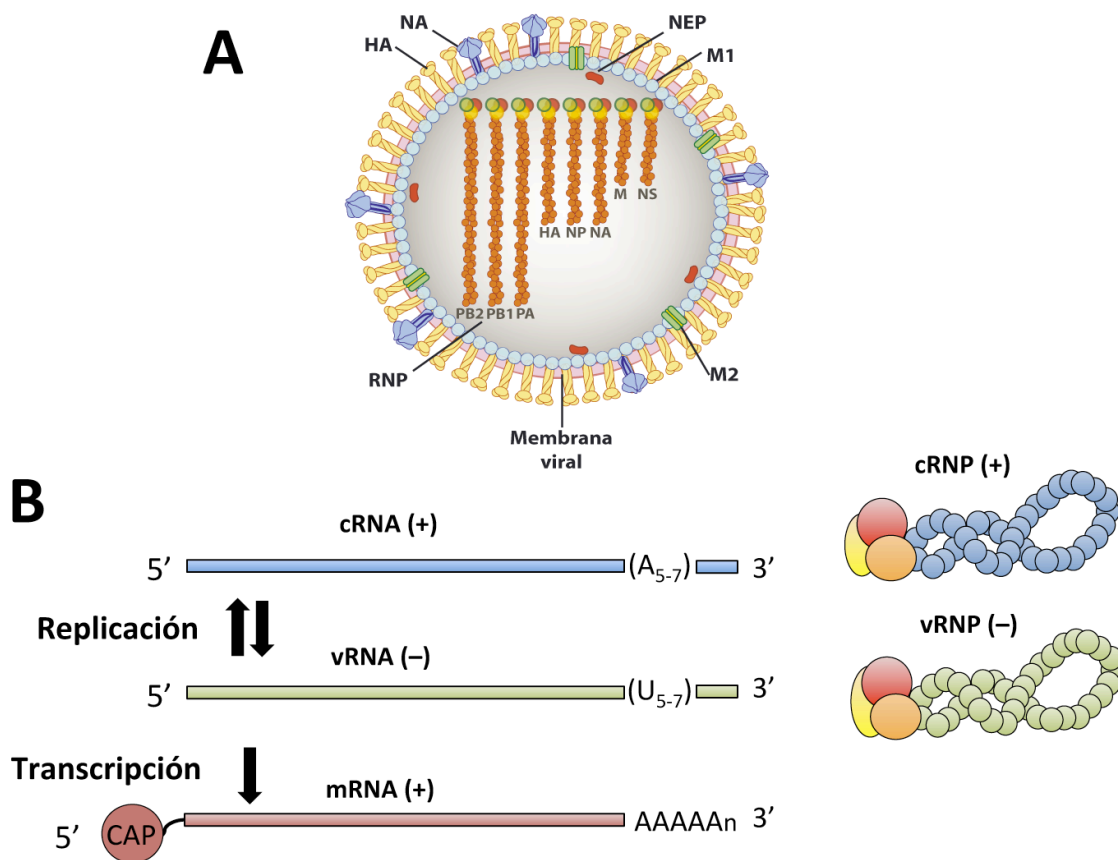 A
NA
HA
NEP
M1
M NS
HA NP NA
PB2 PB1 PA
RNP
M2
Membrana
viral
B
cRNP (+)
cRNA (+)
5’ (A5-7) 3’
Replicación
vRNP (–)
vRNA (–)
5’ (U5-7) 3’
Transcripción
mRNA (+)
5’ CAP AAAAAn 3’